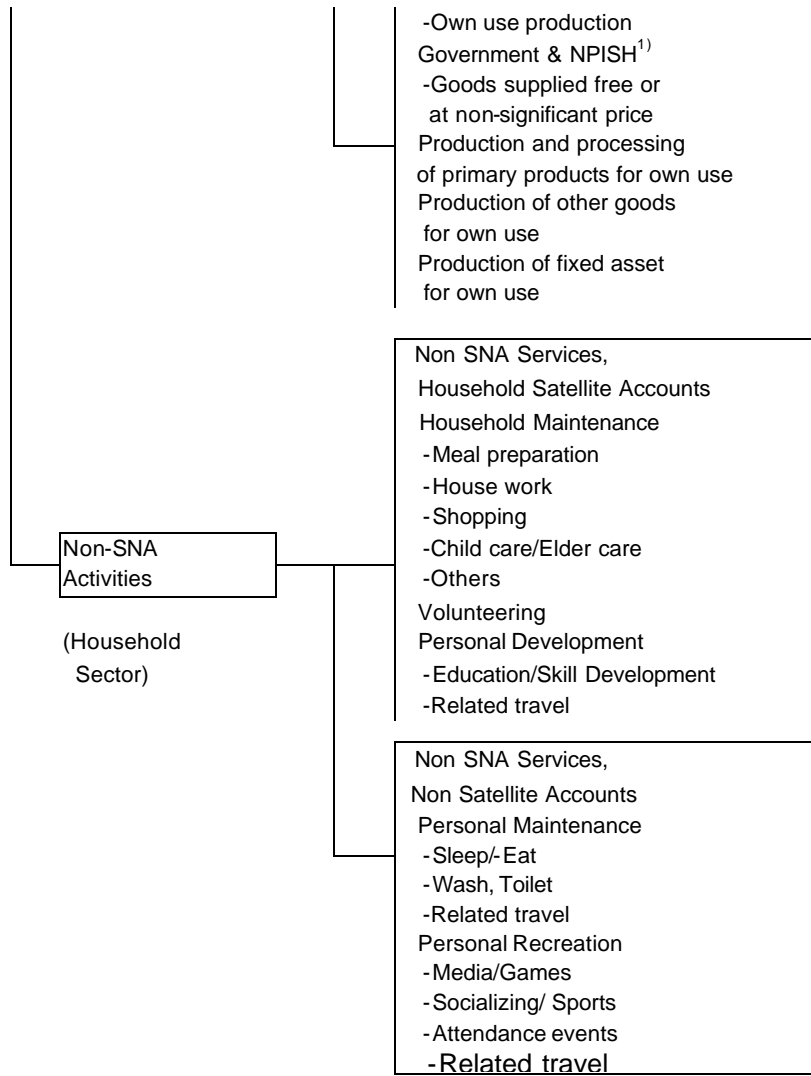 -Own use production
Government & NPISH1)
-Goods supplied free or
at non-significant price
Production and processing
of primary products for own use
Production of other goods
for own use
Production of fixed asset
for own use
Non-SNA
Activities
(Household
Sector)
Non SNA Services,
Household Satellite Accounts
Household Maintenance
-Meal preparation
-House work
-Shopping
-Child care/Elder care
-Others
Volunteering
Personal Development
-Education/Skill Development
-Related travel
Non SNA Services,
Non Satellite Accounts
Personal Maintenance
-Sleep/-Eat
-Wash, Toilet
-Related travel
Personal Recreation
-Media/Games
-Socializing/ Sports
-Attendance events
-Related travel